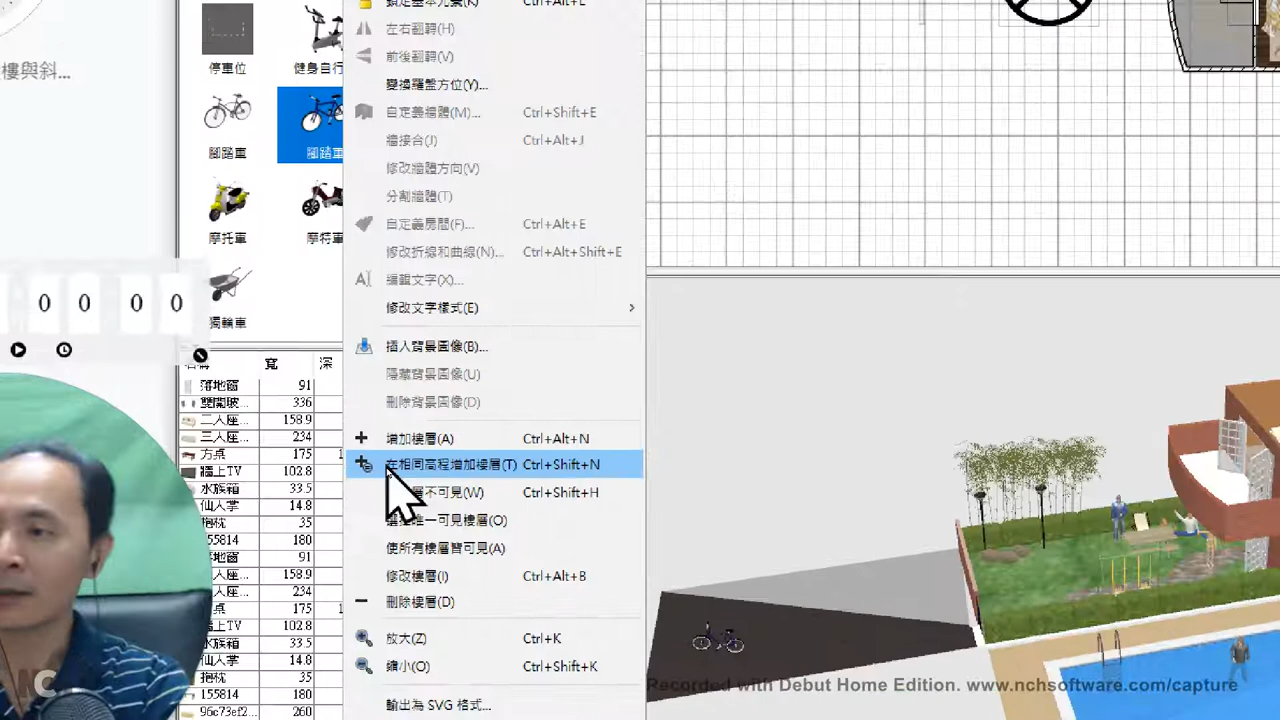 鎖定基本元素(K) Ctrl+Alt+L
左右翻轉(H)
前後翻轉(V)
變換羅盤方位(Y)...
自定義牆體(M)... Ctrl+Shift+E
牆接合(J) Ctrl+Alt+J
修改牆體方向(V)
分割牆體(T)
自定義房間(F)... Ctrl+Alt+E
修改折線和曲線(N)... Ctrl+Alt+Shift+E
編輯文字(X)...
修改文字樣式(E)
插入背景圖像(B)...
隱藏背景圖像(U)
刪除背景圖像(D)
增加樓層(A) Ctrl+Alt+N
在相同高程增加樓層(T) Ctrl+Shift+N
層不可見(W) Ctrl+Shift+H
唯一可見樓層(O)
使所有樓層皆可見(A)
修改樓層(I) Ctrl+Alt+B
刪除樓層(D)
放大(Z) Ctrl+K
縮小(O) Ctrl+Shift+K
輸出為 SVG 格式...
樓與斜...
停車位
健身自行
腳踏車
腳踏車
摩托車
摩特車
獨輪車
0 0 0 0
名稱 寬 深
落地窗 91
雙開玻... 336
二人座... 158.9
三人座... 234
方桌 175
牆上TV 102.8
水族箱 33.5
仙人掌 14.8
抱枕 35
155814 180
落地窗 91
人座... 158.9
人座... 234
桌 175
上TV 102.8
水族箱 33.5
仙人掌 14.8
抱枕 35
155814 180
96c73ef2... 260
Recorded with Debut Home Edition. www.nchsoftware.com/capture